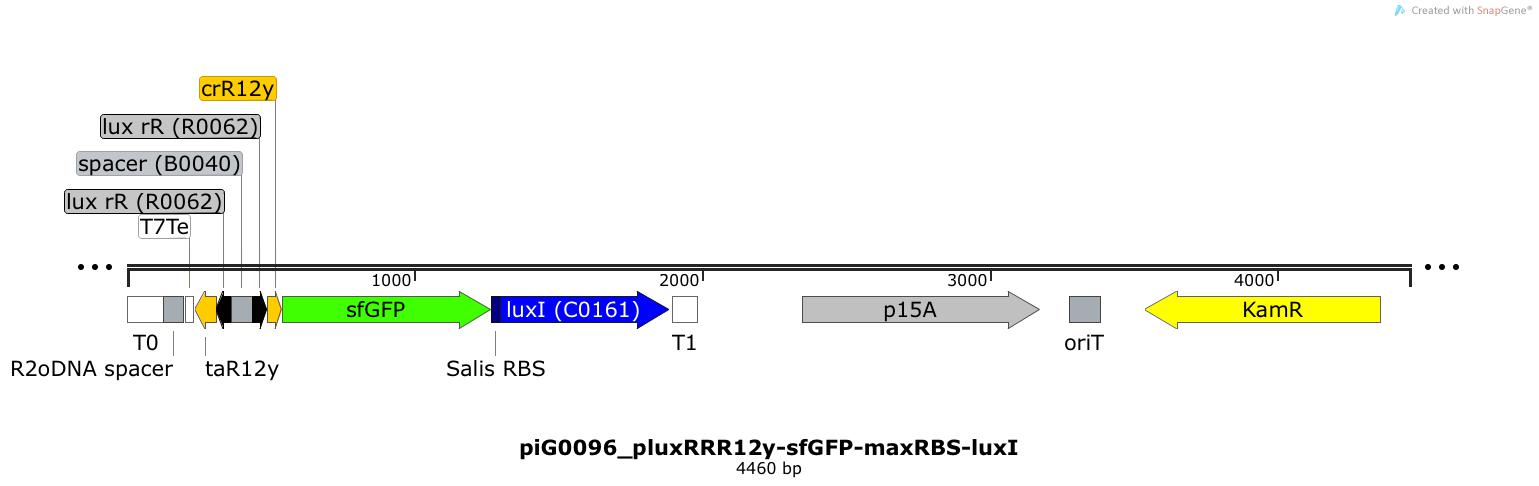 Created with SnapGene®
crR12y
lux rR (R0062)
spacer (B0040)
lux rR (R0062)
T7Te
1000
2000
3000
4000
sfGFP
luxI (C0161)
p15A
KamR
T0
T1
oriT
R2oDNA spacer
taR12y
Salis RBS
piG0096_pluxRRR12y-sfGFP-maxRBS-luxI
4460 bp